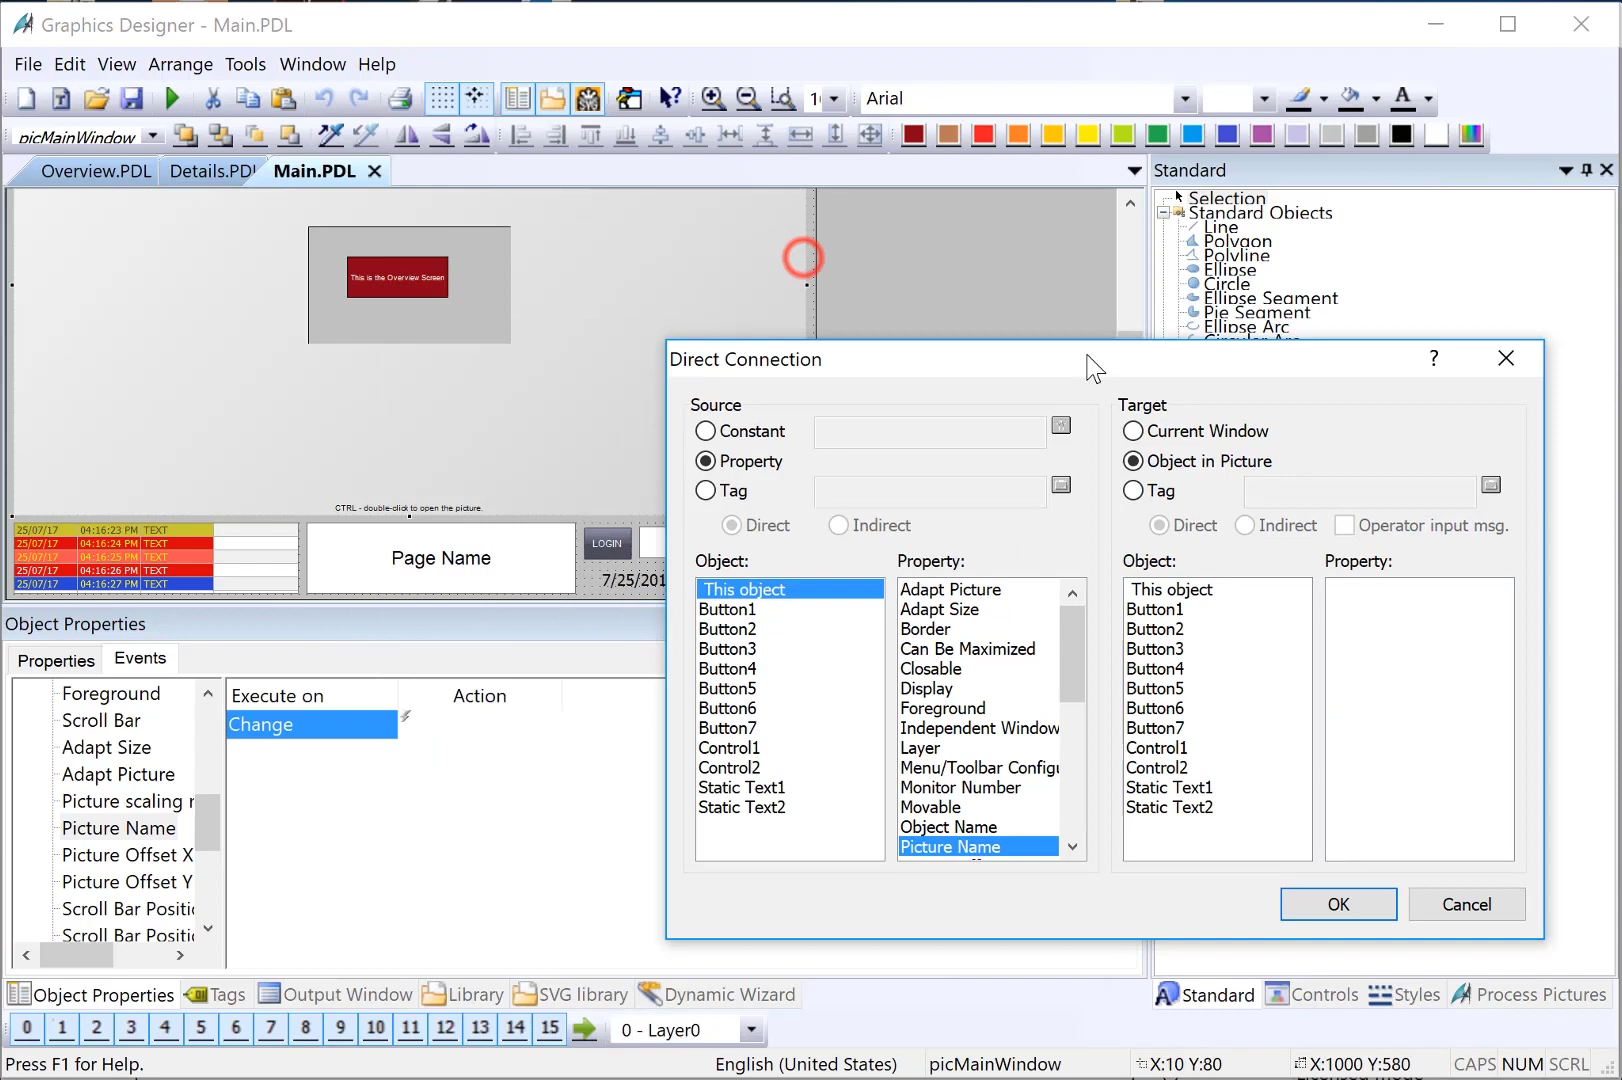 Graphics Designer - Main.PDL
File Edit View Arrange Tools Window Help
Arial
picMainWindow
Overview.PDL Details.PDL Main.PDL
Standard
Selection
Standard Objects
Line
Polygon
Polyline
Ellipse
Circle
Ellipse Segment
Pie Segment
Ellipse Arc
This is the Overview Screen
CTRL - double-click to open the picture.
25/07/17 04:16:23 PM TEXT
25/07/17 04:16:24 PM TEXT
25/07/17 04:16:25 PM TEXT
25/07/17 04:16:26 PM TEXT
25/07/17 04:16:27 PM TEXT
Page Name
LOGIN
7/25/201
Direct Connection
Source
Constant
Property
Tag
Direct Indirect
Object:
This object
Button1
Button2
Button3
Button4
Button5
Button6
Button7
Control1
Control2
Static Text1
Static Text2
Property:
Adapt Picture
Adapt Size
Border
Can Be Maximized
Closable
Display
Foreground
Independent Window
Layer
Menu/Toolbar Configu
Monitor Number
Movable
Object Name
Picture Name
Target
Current Window
Object in Picture
Tag
Direct Indirect Operator input msg.
Object:
This object
Button1
Button2
Button3
Button4
Button5
Button6
Button7
Control1
Control2
Static Text1
Static Text2
Property:
OK Cancel
Object Properties
Properties Events
Foreground
Scroll Bar
Adapt Size
Adapt Picture
Picture scaling
Picture Name
Picture Offset X
Picture Offset Y
Scroll Bar Positi
Scroll Bar Positi
Execute on Action
Change
Object Properties Tags Output Window Library SVG library Dynamic Wizard
Standard Controls Styles Process Pictures
0 1 2 3 4 5 6 7 8 9 10 11 12 13 14 15 0 - Layer0
Press F1 for Help. English (United States) picMainWindow X:10 Y:80 X:1000 Y:580 CAPS NUM SCRL